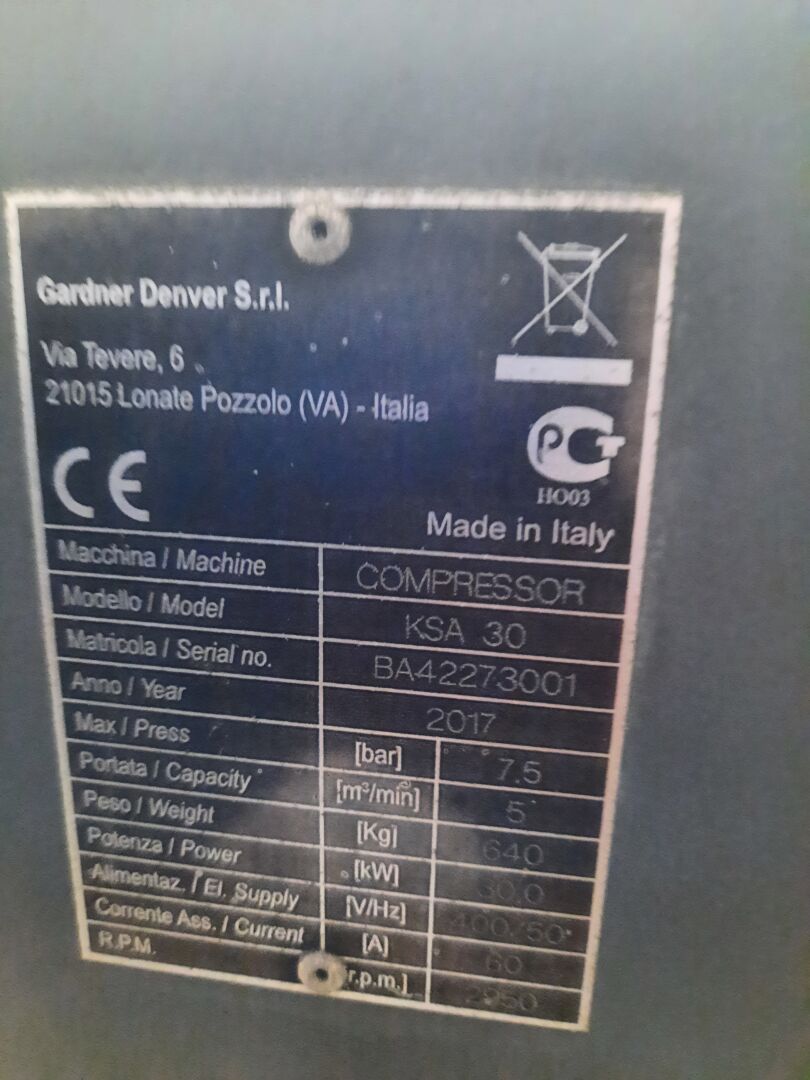 Gardner Denver S.r.l.
Via Tevere, 6
21015 Lonate Pozzolo (VA) - Italia
CE
PCT
HO03
Made in Italy
Macchina / Machine COMPRESSOR
Modello / Model KSA 30
Matricola / Serial no. BA42273001
Anno / Year 2017
Max / Press [bar] 7.5
Portata / Capacity [m³/min] 5
Peso / Weight [Kg] 640
Potenza / Power [kW] 30.0
Alimentaz. / El. Supply [V/Hz] 400/50
Corrente Ass. / Current [A] 60
R.P.M. r.p.m.] 2950